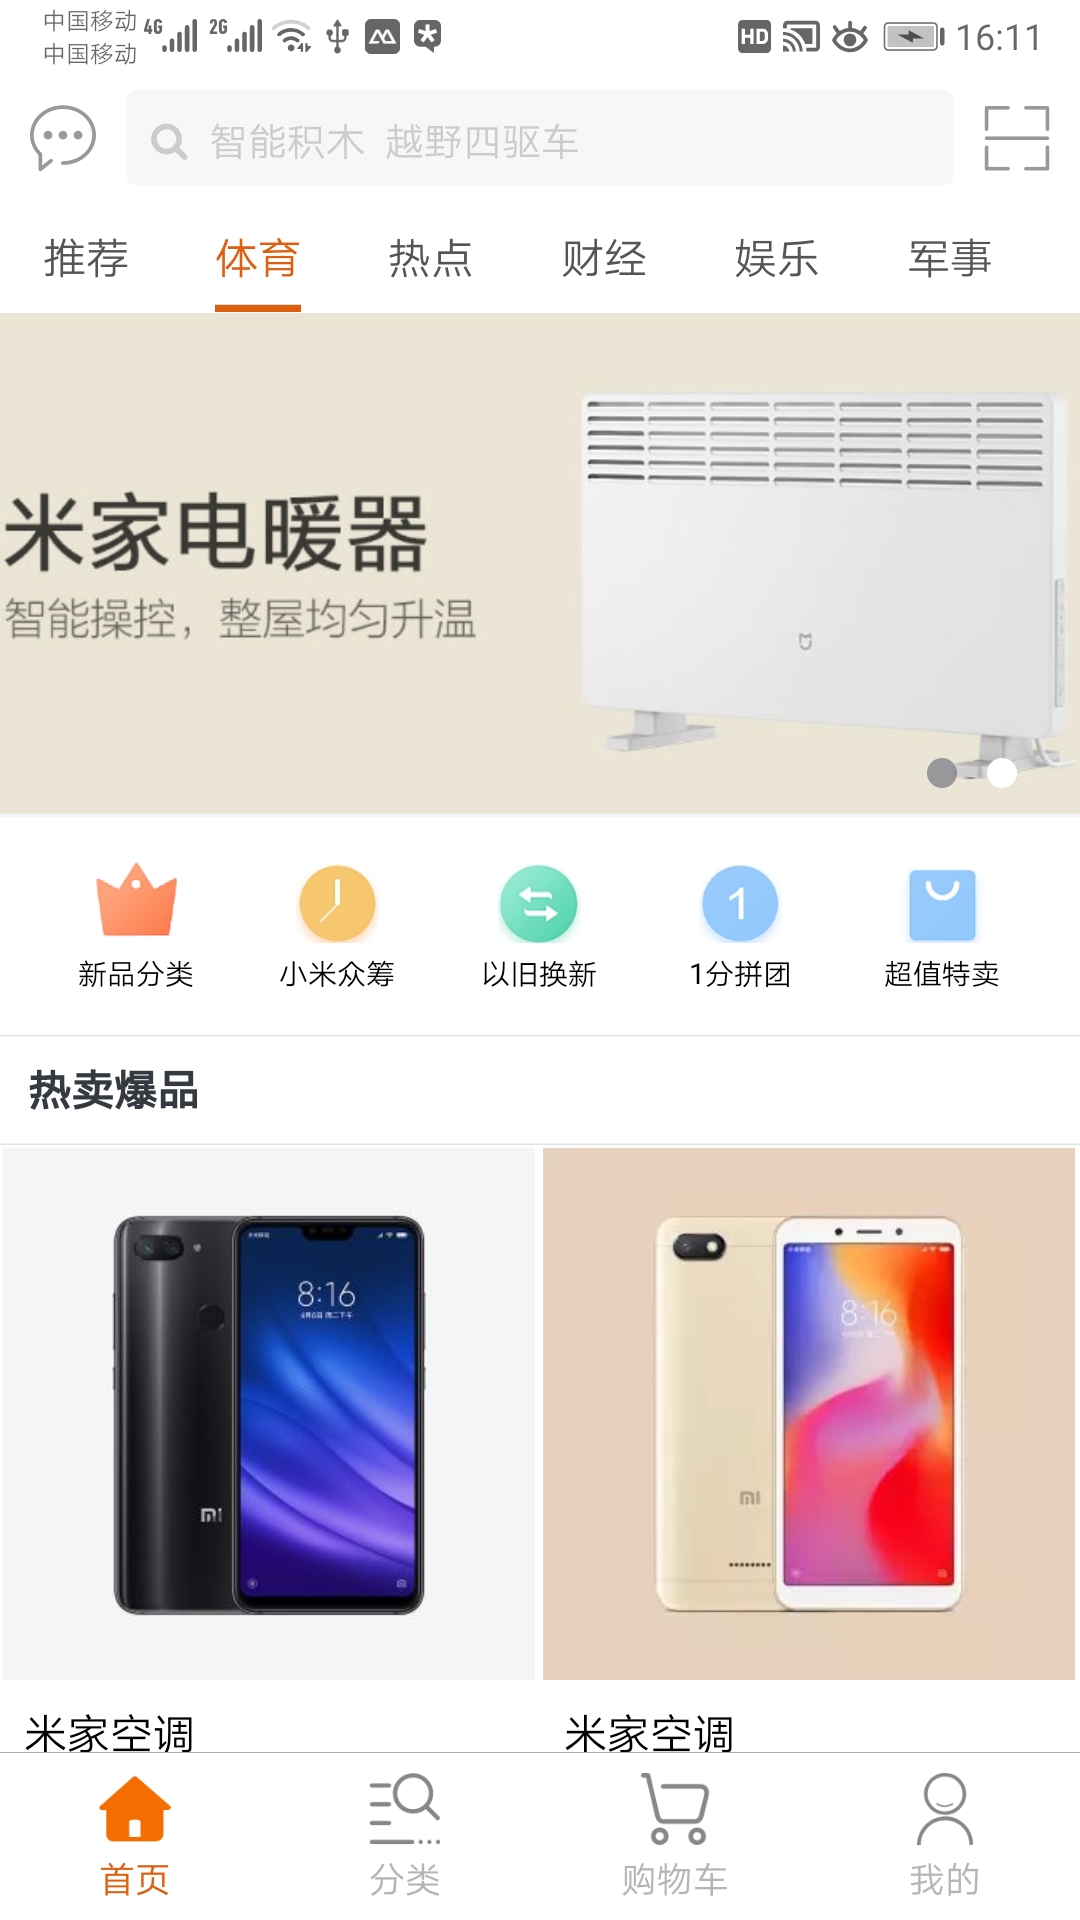 中国移动 4G 2G HD 16:11
中国移动
智能积木 越野四驱车
推荐 体育 热点 财经 娱乐 军事
米家电暖器
智能操控，整屋均匀升温
1
新品分类 小米众筹 以旧换新 1分拼团 超值特卖
热卖爆品
8:16
8:16
MI
MI
米家空调 米家空调
首页 分类 购物车 我的